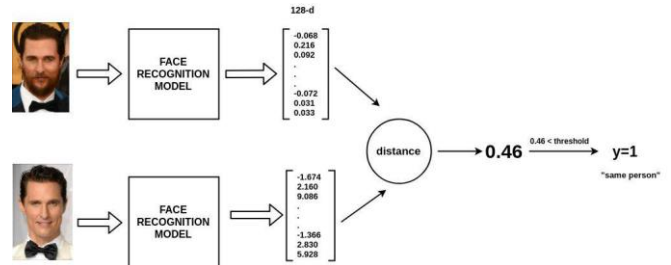 128-d
FACE
RECOGNITION
MODEL
-0.068
0.216
0.092
.
.
.
-0.072
0.031
0.033
distance
0.46
0.46 < threshold
y=1
"same person"
FACE
RECOGNITION
MODEL
-1.674
2.160
9.086
.
.
.
-1.366
2.830
5.928